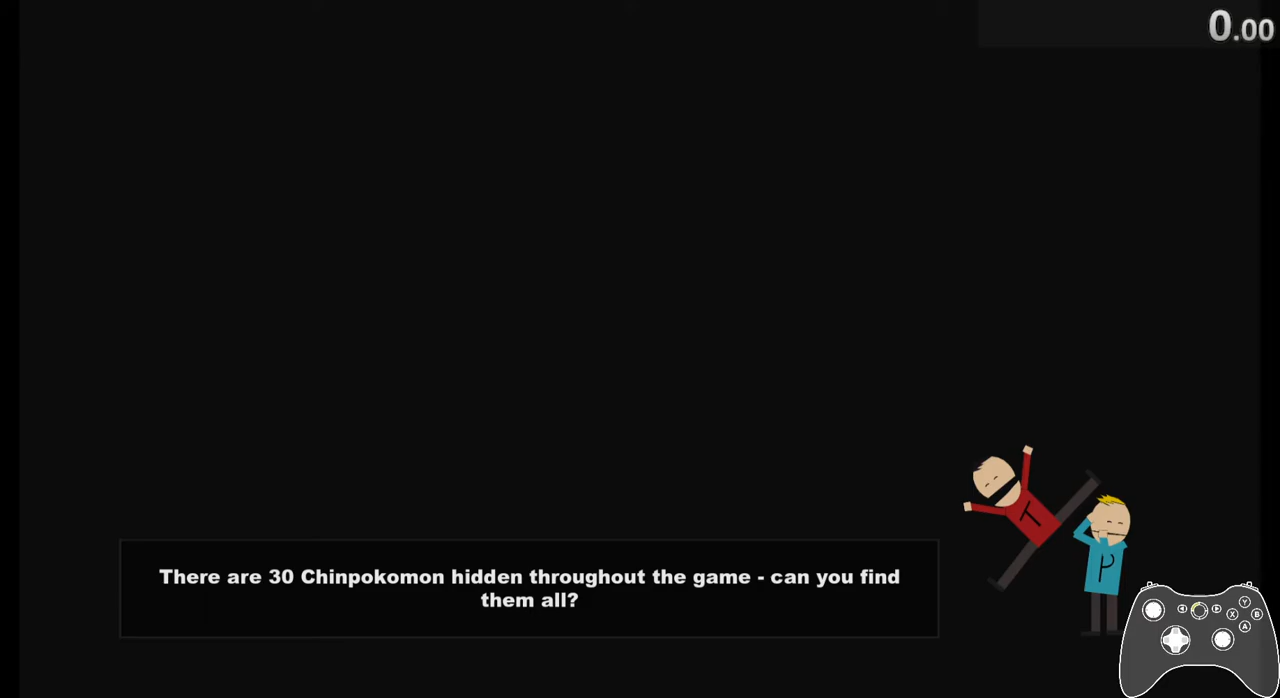 0.00
There are 30 Chinpokomon hidden throughout the game - can you find
them all?
T
P
Y
X
B
A